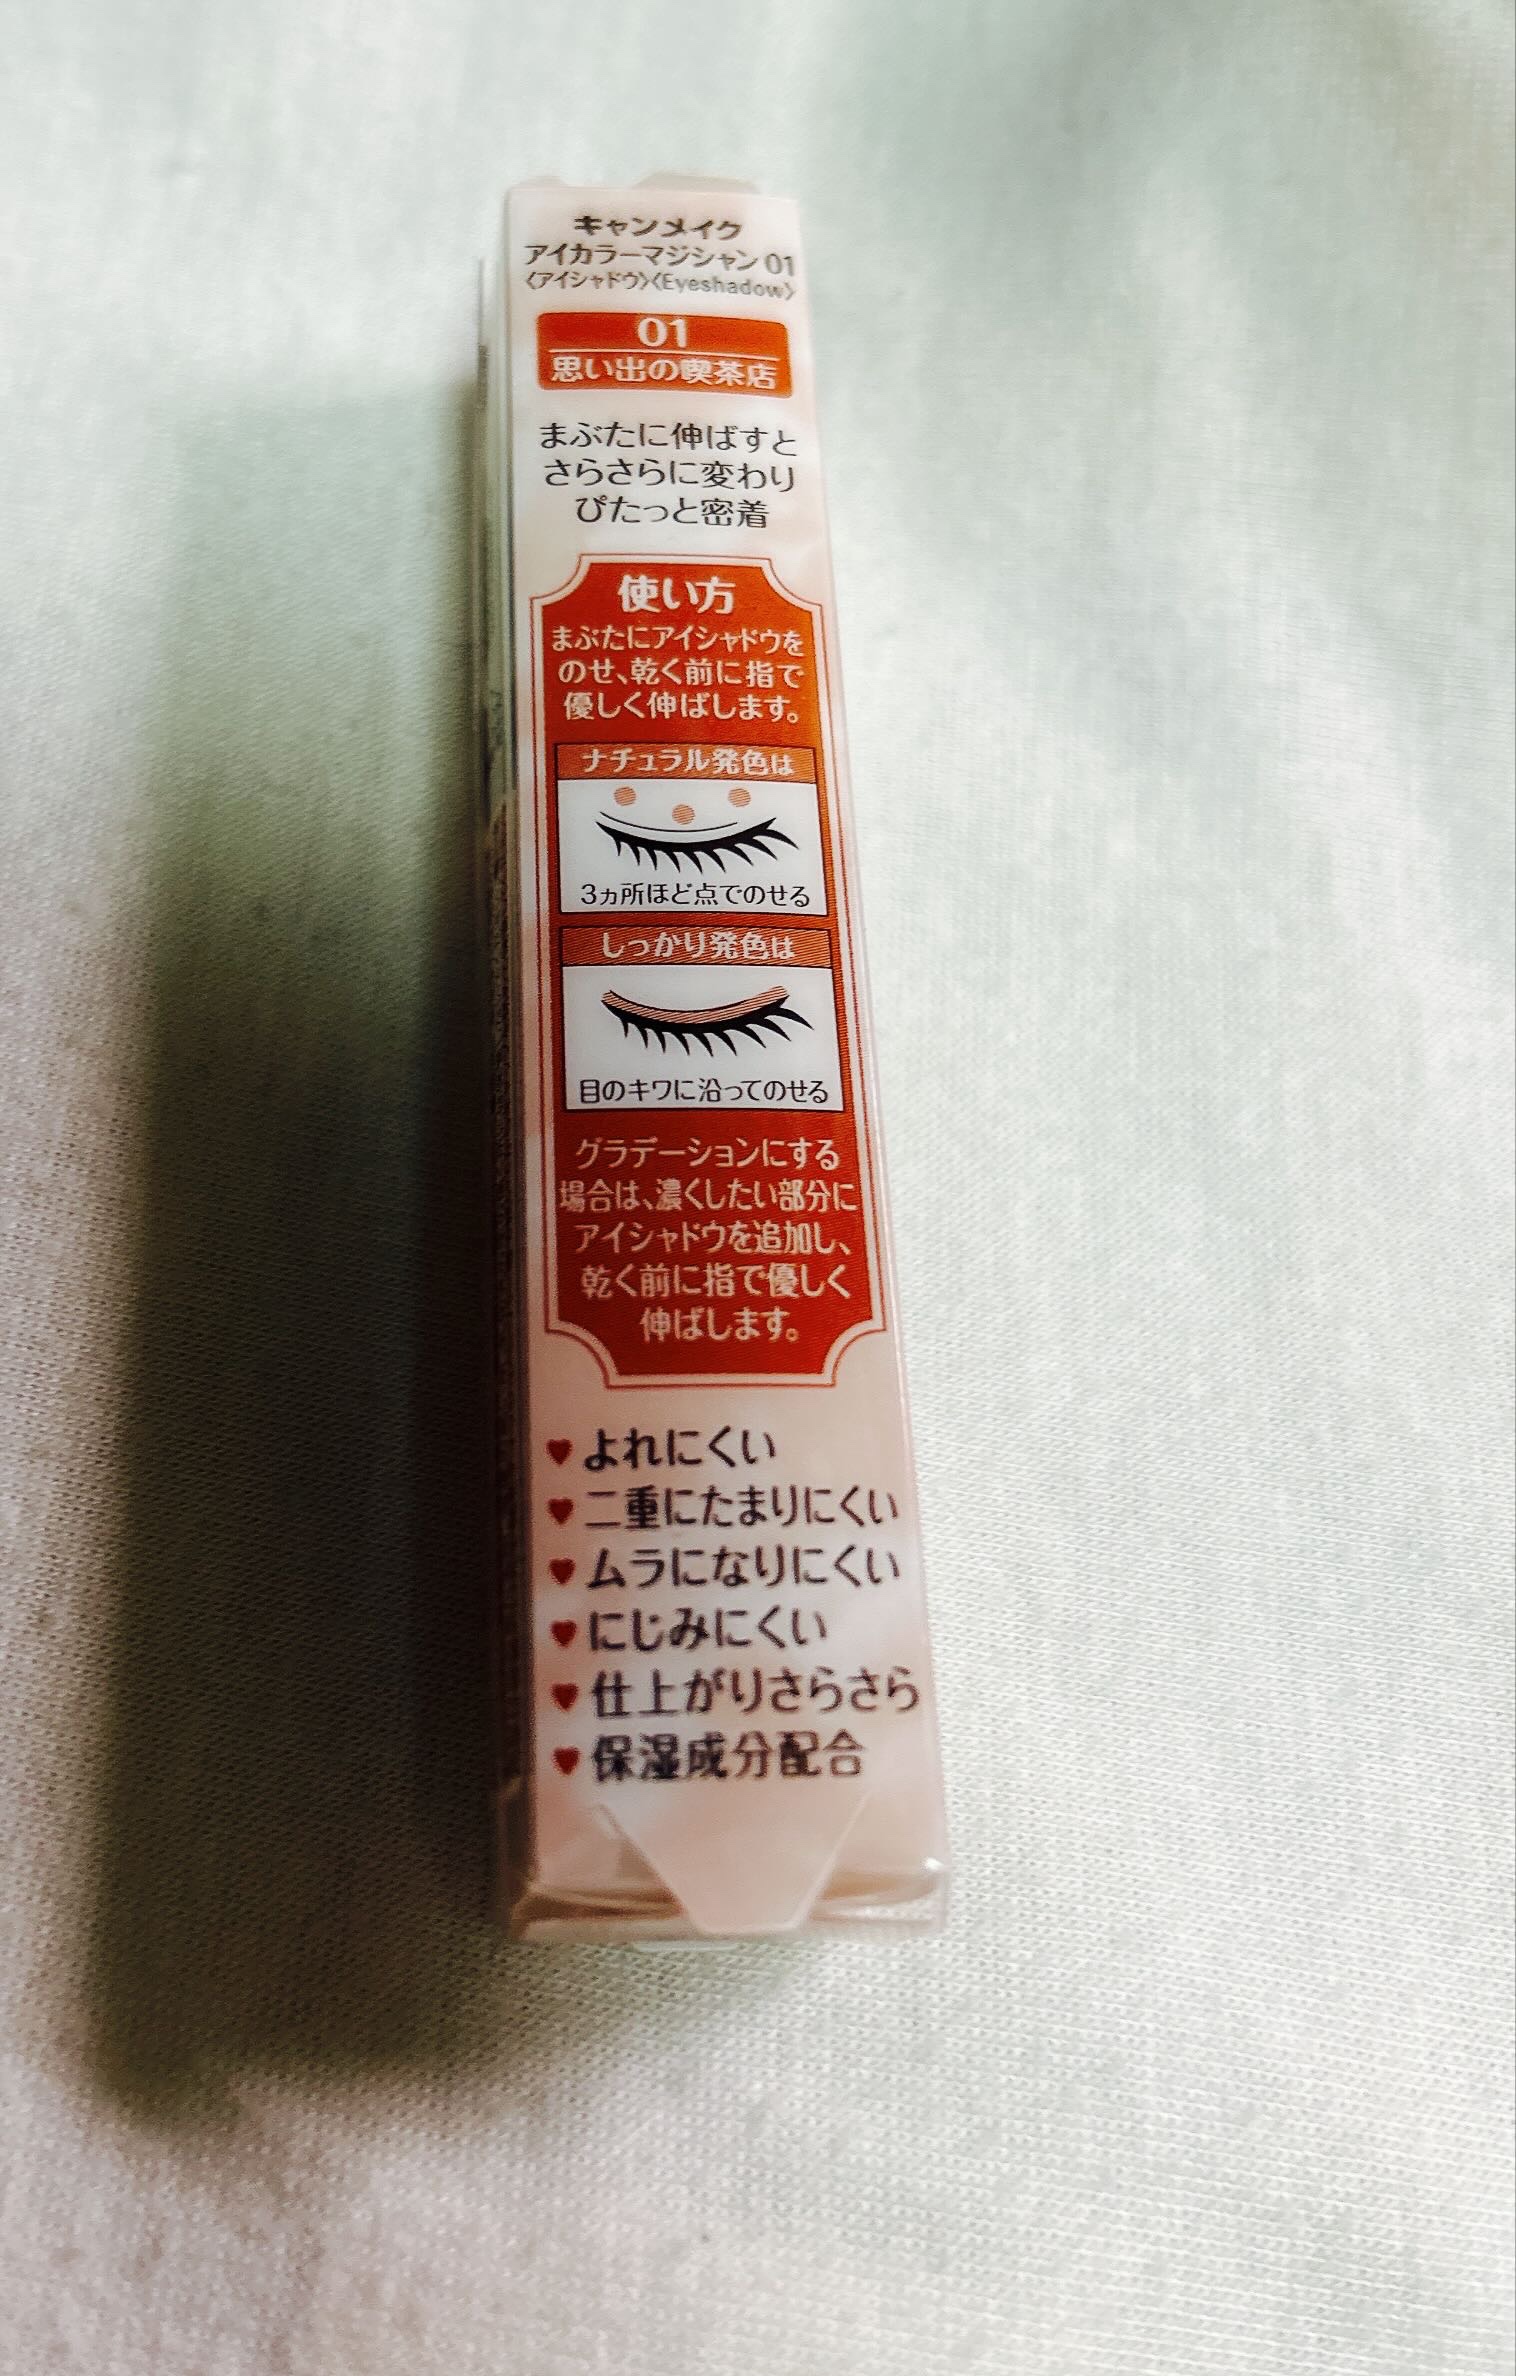 キャンメイク
アイカラーマジシャン 01
〈アイシャドウ〉〈Eyeshadow〉
01
思い出の喫茶店
まぶたに伸ばすと
さらさらに変わり
ぴたっと密着
使い方
まぶたにアイシャドウを
のせ、乾く前に指で
優しく伸ばします。
ナチュラル発色は
3ヵ所ほど点でのせる
しっかり発色は
目のキワに沿ってのせる
グラデーションにする
場合は、濃くしたい部分に
アイシャドウを追加し、
乾く前に指で優しく
伸ばします。
♥よれにくい
♥二重にたまりにくい
♥ムラになりにくい
♥にじみにくい
♥仕上がりさらさら
♥保湿成分配合